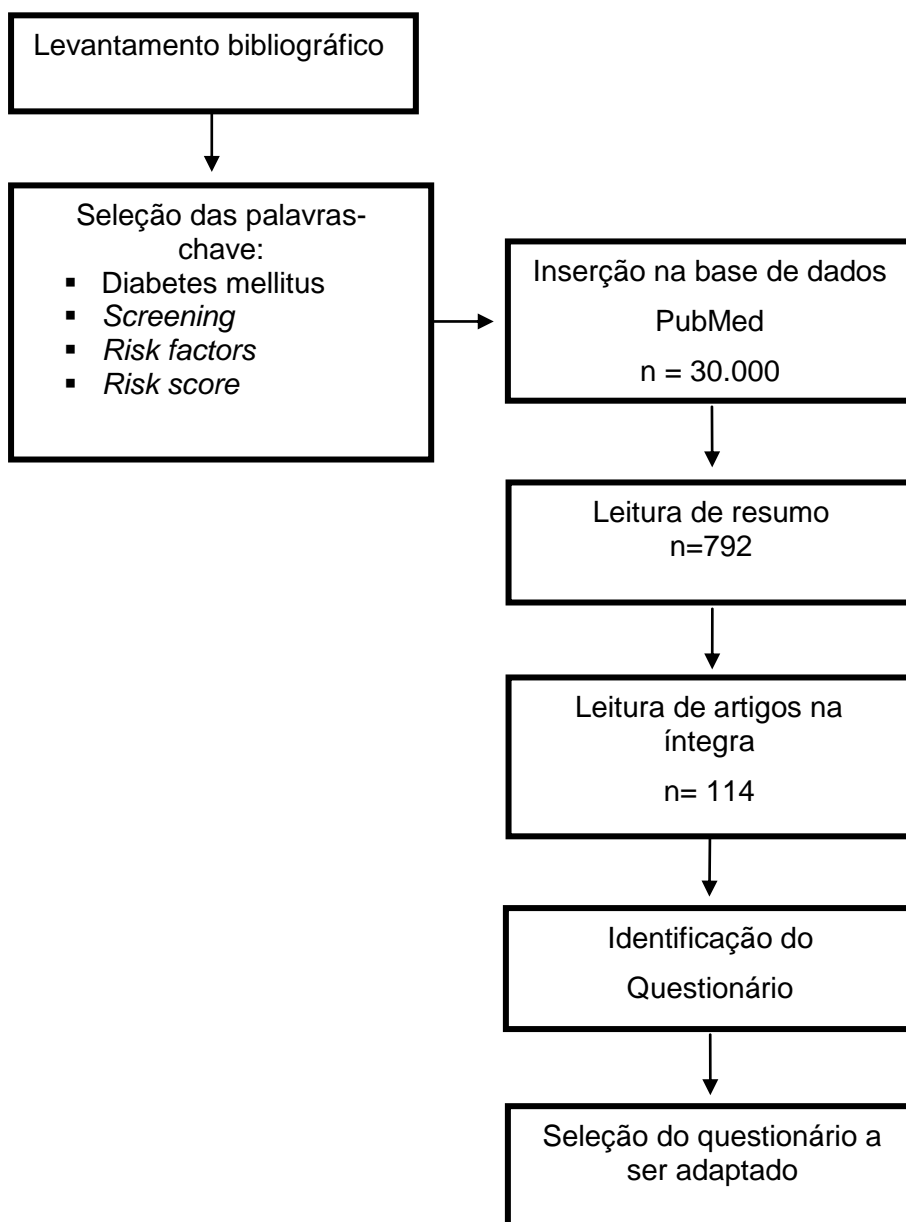 Levantamento bibliográfico
Seleção das palavras-
chave:
▪ Diabetes mellitus
▪ Screening
▪ Risk factors
▪ Risk score
Inserção na base de dados
PubMed
n = 30.000
Leitura de resumo
n=792
Leitura de artigos na
íntegra
n= 114
Identificação do
Questionário
Seleção do questionário a
ser adaptado